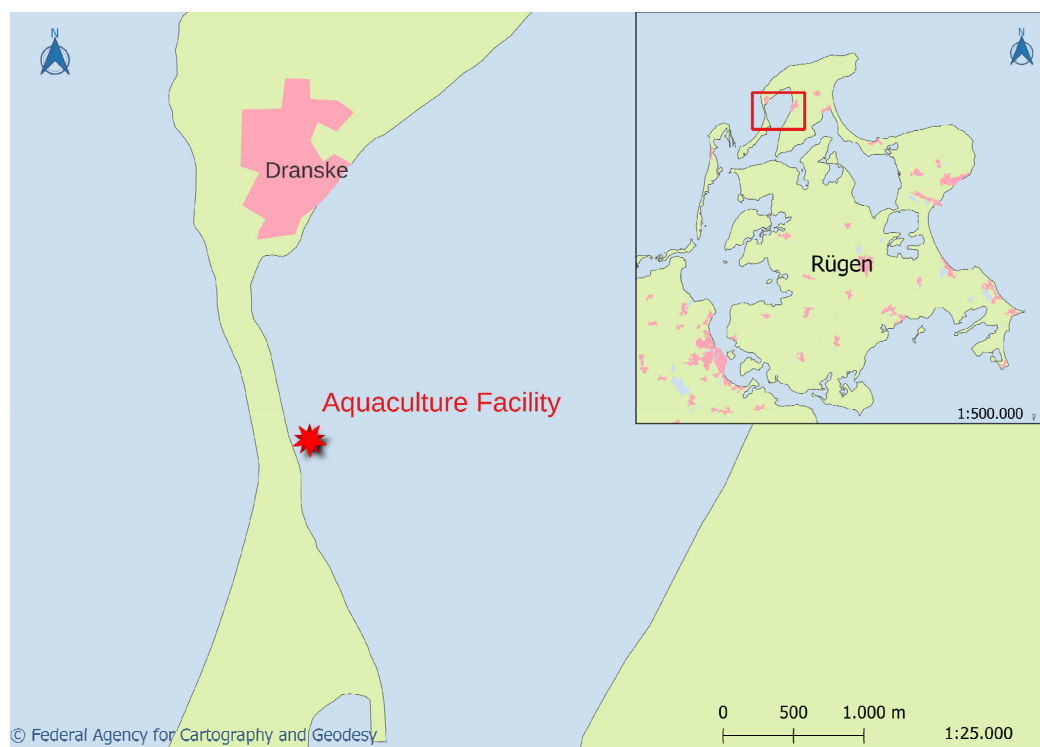 N
N
Dranske
Rügen
Aquaculture Facility
1:500.000
0 500 1.000 m
1:25.000
© Federal Agency for Cartography and Geodesy